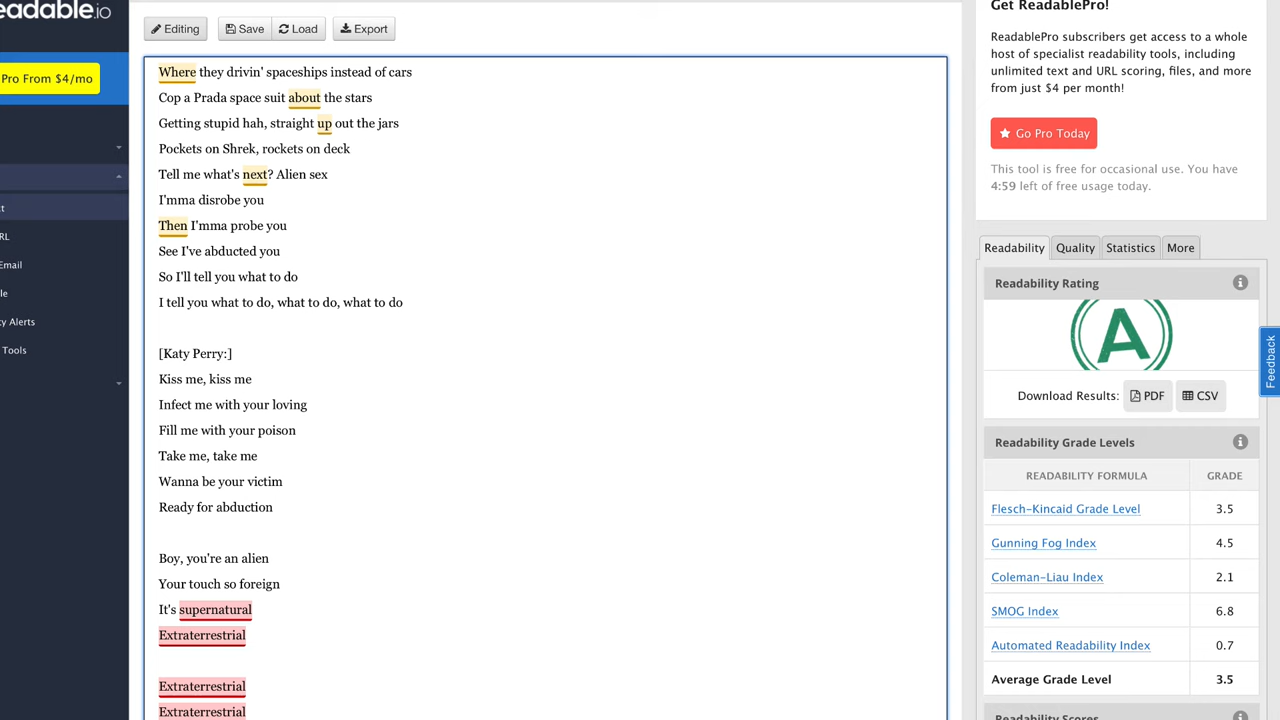 eadable.io
Pro From $4/mo
ct
RL
Email
le
cy Alerts
Tools
Editing
Save
Load
Export
Where they drivin' spaceships instead of cars
Cop a Prada space suit about the stars
Getting stupid hah, straight up out the jars
Pockets on Shrek, rockets on deck
Tell me what's next? Alien sex
I'mma disrobe you
Then I'mma probe you
See I've abducted you
So I'll tell you what to do
I tell you what to do, what to do, what to do
[Katy Perry:]
Kiss me, kiss me
Infect me with your loving
Fill me with your poison
Take me, take me
Wanna be your victim
Ready for abduction
Boy, you're an alien
Your touch so foreign
It's supernatural
Extraterrestrial
Extraterrestrial
Extraterrestrial
Get ReadablePro!
ReadablePro subscribers get access to a whole
host of specialist readability tools, including
unlimited text and URL scoring, files, and more
from just $4 per month!
Go Pro Today
This tool is free for occasional use. You have
4:59 left of free usage today.
Readability
Quality
Statistics
More
Readability Rating
A
Download Results:
PDF
CSV
Readability Grade Levels
READABILITY FORMULA GRADE
Flesch-Kincaid Grade Level 3.5
Gunning Fog Index 4.5
Coleman-Liau Index 2.1
SMOG Index 6.8
Automated Readability Index 0.7
Average Grade Level 3.5
Readability Scores
Feedback